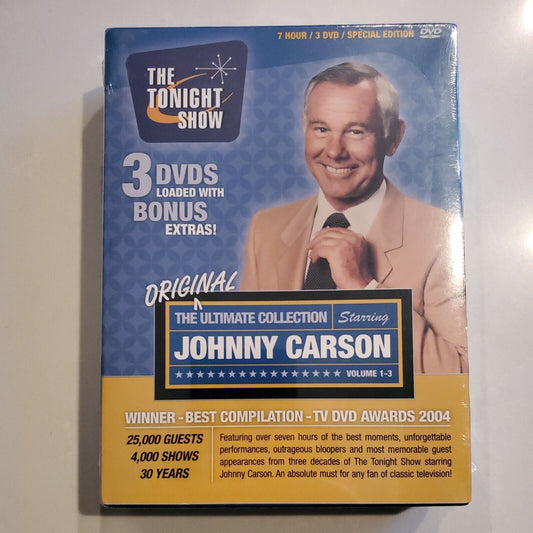 7 HOUR / 3 DVD / SPECIAL EDITION DVD
THE
TONIGHT
SHOW
3 DVDS
LOADED WITH
BONUS
EXTRAS!
ORIGINAL
THE ULTIMATE COLLECTION Starring
JOHNNY CARSON
VOLUME 1-3
WINNER - BEST COMPILATION - TV DVD AWARDS 2004
25,000 GUESTS
4,000 SHOWS
30 YEARS
Featuring over seven hours of the best moments, unforgettable
performances, outrageous bloopers and most memorable guest
appearances from three decades of The Tonight Show starring
Johnny Carson. An absolute must for any fan of classic television!